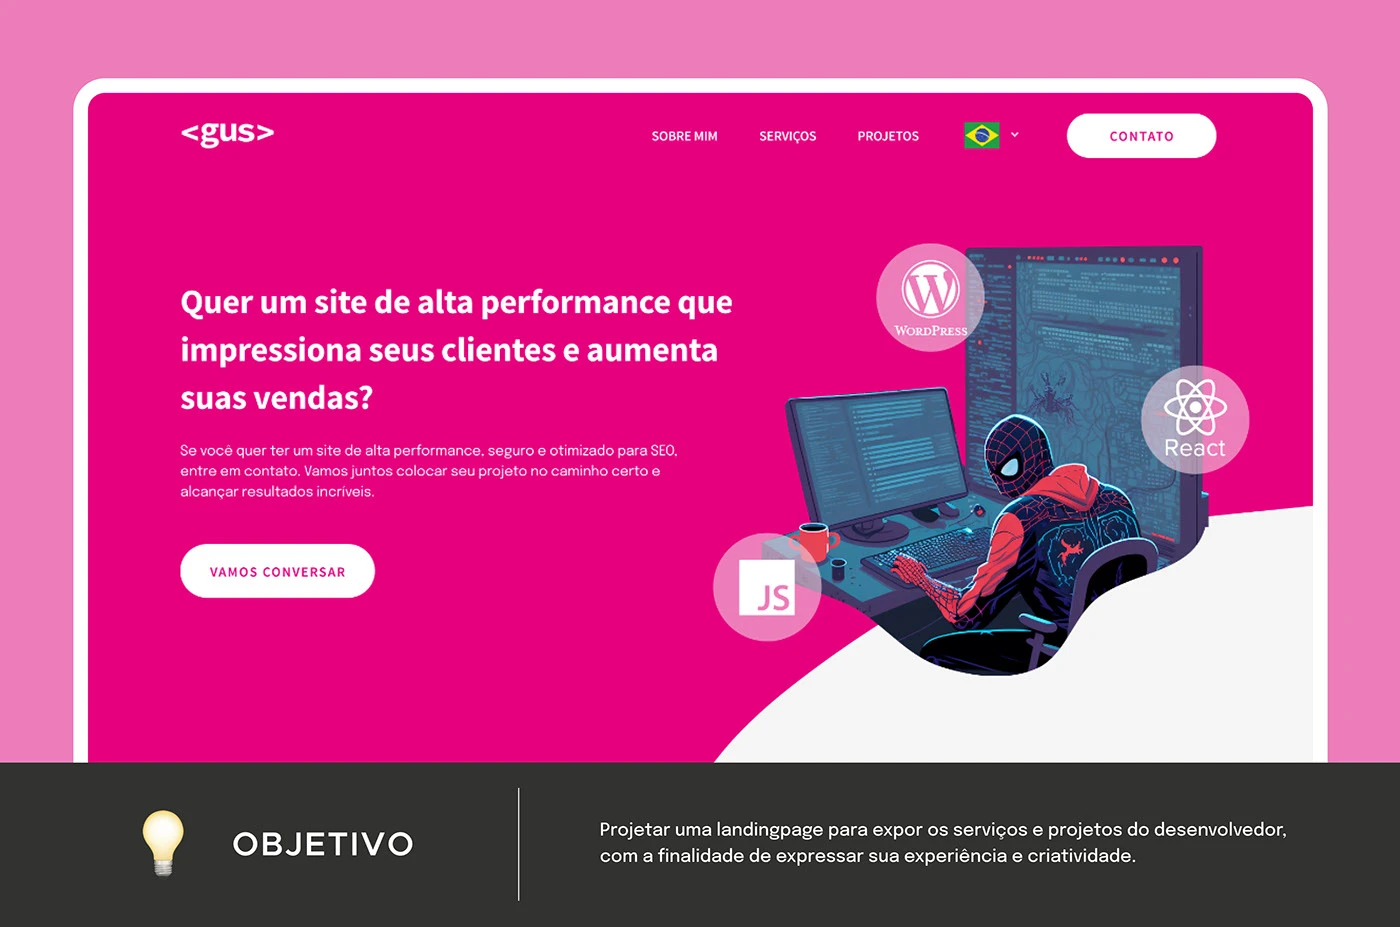 <gus>
SOBRE MIM
SERVIÇOS
PROJETOS
CONTATO
Quer um site de alta performance que
impressiona seus clientes e aumenta
suas vendas?
Se você quer ter um site de alta performance, seguro e otimizado para SEO,
entre em contato. Vamos juntos colocar seu projeto no caminho certo e
alcançar resultados incríveis.
VAMOS CONVERSAR
WORDPRESS
React
JS
OBJETIVO
Projetar uma landingpage para expor os serviços e projetos do desenvolvedor,
com a finalidade de expressar sua experiência e criatividade.